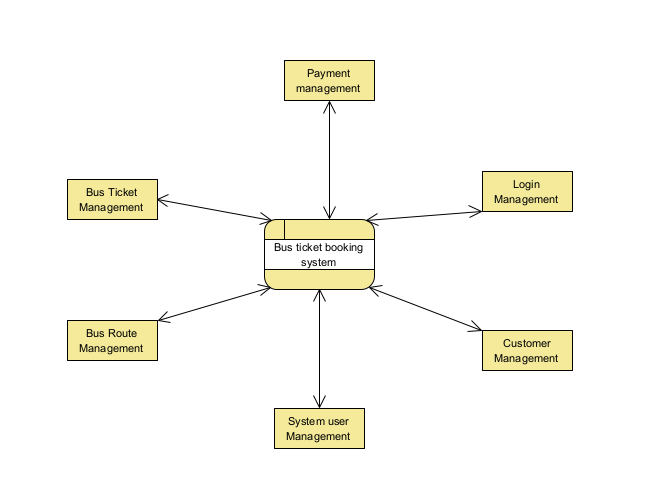 Payment
management
Bus Ticket
Management
Login
Management
Bus ticket booking
system
Bus Route
Management
Customer
Management
System user
Management